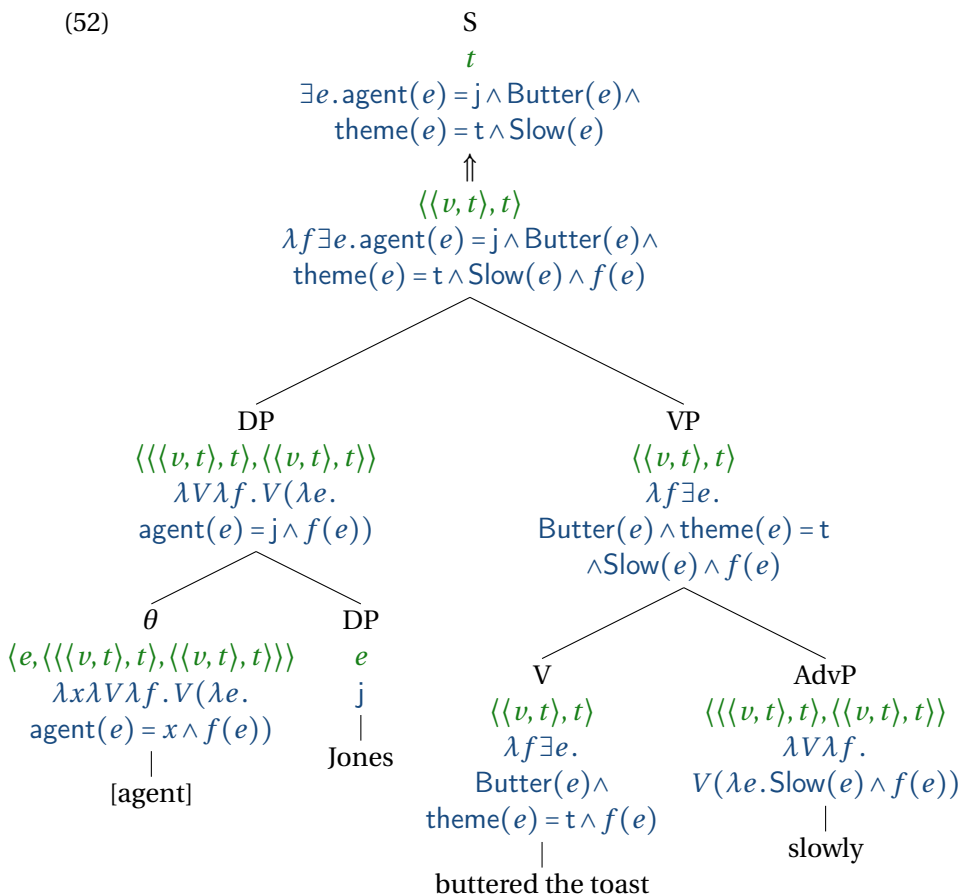 (52)
S
t
∃e.agent(e) = j ∧ Butter(e)∧
theme(e) = t ∧ Slow(e)
⇑
⟨⟨v, t⟩, t⟩
λf∃e.agent(e) = j ∧ Butter(e)∧
theme(e) = t ∧ Slow(e) ∧ f(e)
DP VP
⟨⟨⟨v, t⟩, t⟩, ⟨⟨v, t⟩, t⟩⟩ ⟨⟨v, t⟩, t⟩
λVλf.V(λe. λf∃e.
agent(e) = j ∧ f(e)) Butter(e) ∧ theme(e) = t
∧Slow(e) ∧ f(e)
θ DP
⟨e, ⟨⟨⟨v, t⟩, t⟩, ⟨⟨v, t⟩, t⟩⟩⟩ e
λxλVλf.V(λe. j
agent(e) = x ∧ f(e)) Jones
[agent]
V AdvP
⟨⟨v, t⟩, t⟩ ⟨⟨⟨v, t⟩, t⟩, ⟨⟨v, t⟩, t⟩⟩
λf∃e. λVλf.
Butter(e)∧ V(λe.Slow(e) ∧ f(e))
theme(e) = t ∧ f(e) slowly
buttered the toast